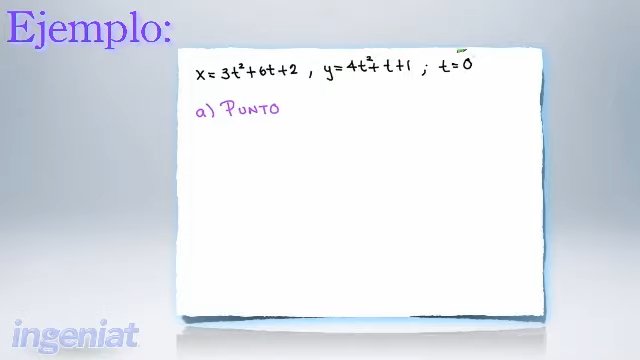 Ejemplo:
x=3t²+6t+2 , y=4t²+t+1 ; t=0
a) PUNTO
ingeniat